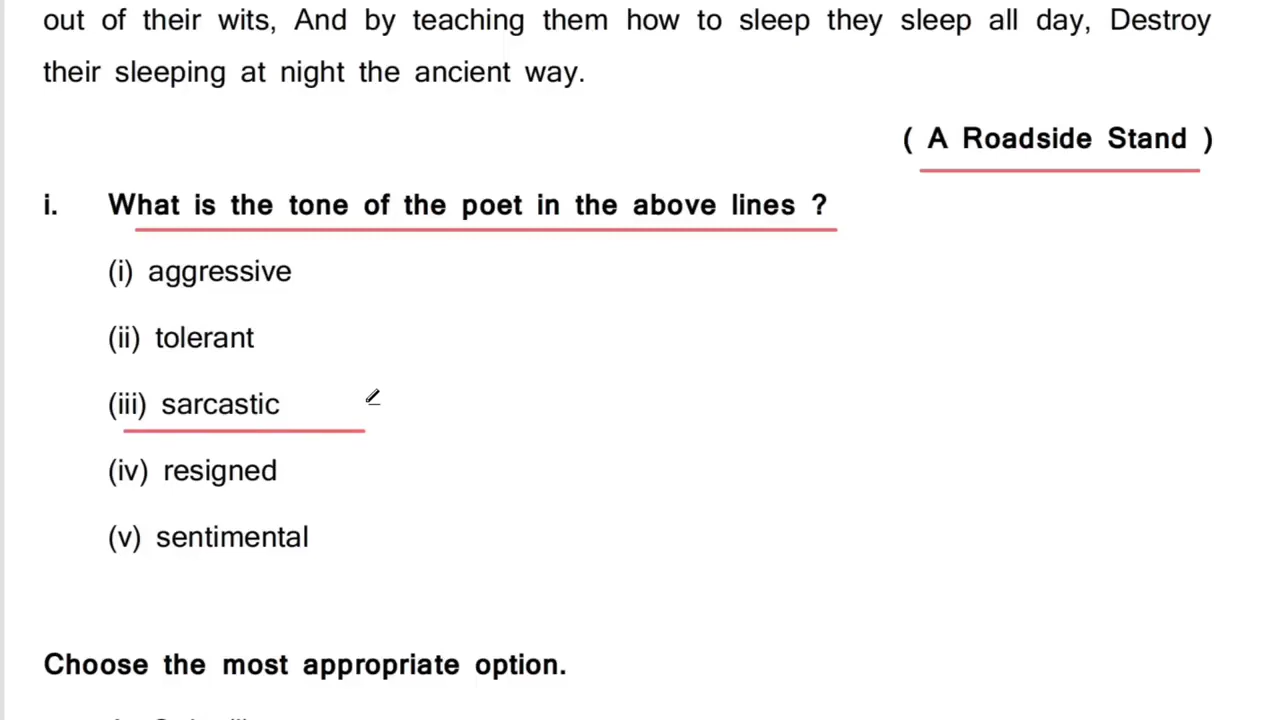 out of their wits, And by teaching them how to sleep they sleep all day, Destroy
their sleeping at night the ancient way.
( A Roadside Stand )
i. What is the tone of the poet in the above lines ?
(i) aggressive
(ii) tolerant
(iii) sarcastic
(iv) resigned
(v) sentimental
Choose the most appropriate option.